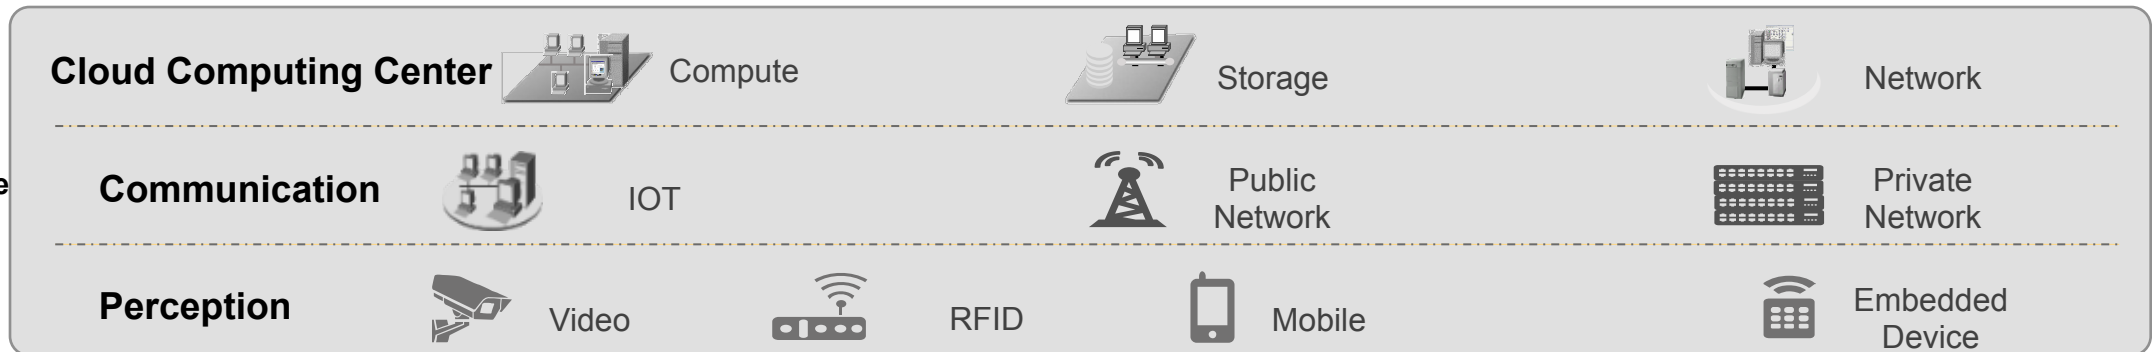 Cloud Computing Center Compute Storage Network
Communication IOT Public Network Private Network
Perception Video RFID Mobile Embedded Device